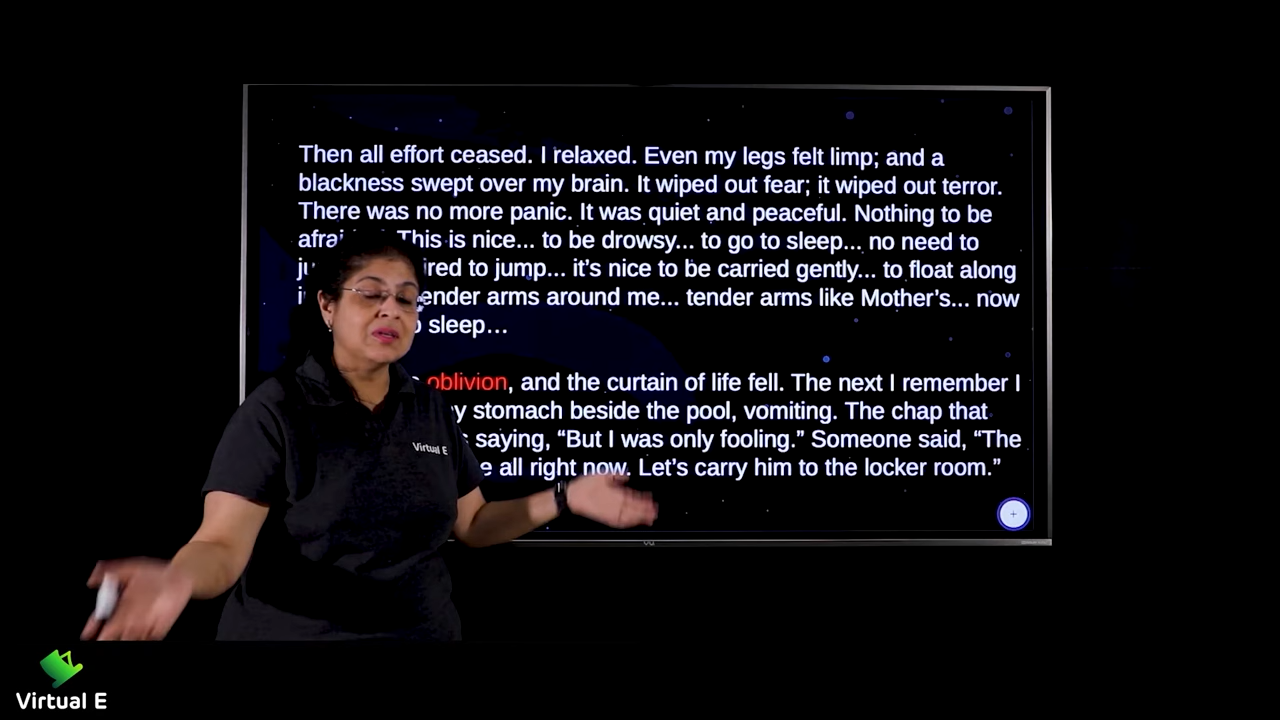 Then all effort ceased. I relaxed. Even my legs felt limp; and a
blackness swept over my brain. It wiped out fear; it wiped out terror.
There was no more panic. It was quiet and peaceful. Nothing to be
This is nice... to be drowsy... to go to sleep... no need to
to jump... it’s nice to be carried gently... to float along
tender arms around me... tender arms like Mother’s... now
sleep…
oblivion, and the curtain of life fell. The next I remember I
stomach beside the pool, vomiting. The chap that
saying, “But I was only fooling.” Someone said, “The
all right now. Let’s carry him to the locker room.”
Virtual E
VU
Virtual E